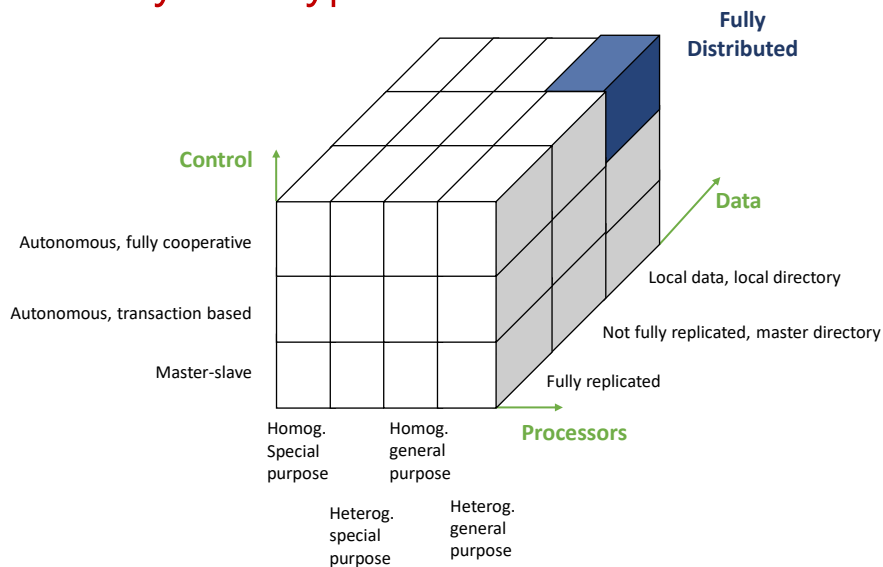 Fully
Distributed
Control
Data
Autonomous, fully cooperative
Local data, local directory
Autonomous, transaction based
Not fully replicated, master directory
Master-slave
Fully replicated
Processors
Homog.
Special
purpose
Homog.
general
purpose
Heterog.
special
purpose
Heterog.
general
purpose